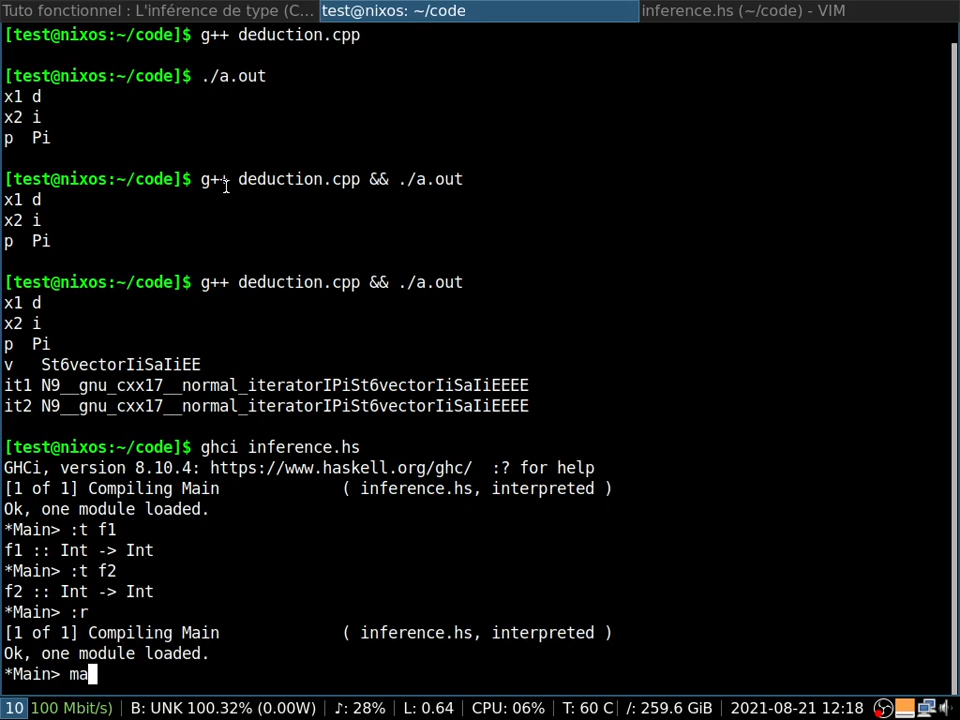 Tuto fonctionnel : L'inférence de type (C... test@nixos: ~/code inference.hs (~/code) - VIM
[test@nixos:~/code]$ g++ deduction.cpp
[test@nixos:~/code]$ ./a.out
x1 d
x2 i
p  Pi
[test@nixos:~/code]$ g++ deduction.cpp && ./a.out
x1 d
x2 i
p  Pi
[test@nixos:~/code]$ g++ deduction.cpp && ./a.out
x1 d
x2 i
p  Pi
v   St6vectorIiSaIiEE
it1 N9__gnu_cxx17__normal_iteratorIPiSt6vectorIiSaIiEEEE
it2 N9__gnu_cxx17__normal_iteratorIPiSt6vectorIiSaIiEEEE
[test@nixos:~/code]$ ghci inference.hs
GHCi, version 8.10.4: https://www.haskell.org/ghc/  :? for help
[1 of 1] Compiling Main             ( inference.hs, interpreted )
Ok, one module loaded.
*Main> :t f1
f1 :: Int -> Int
*Main> :t f2
f2 :: Int -> Int
*Main> :r
[1 of 1] Compiling Main             ( inference.hs, interpreted )
Ok, one module loaded.
*Main> ma
10 100 Mbit/s) | B: UNK 100.32% (0.00W) | ♪: 28% | L: 0.64 | CPU: 06% | T: 60 C | /: 259.6 GiB | 2021-08-21 12:18